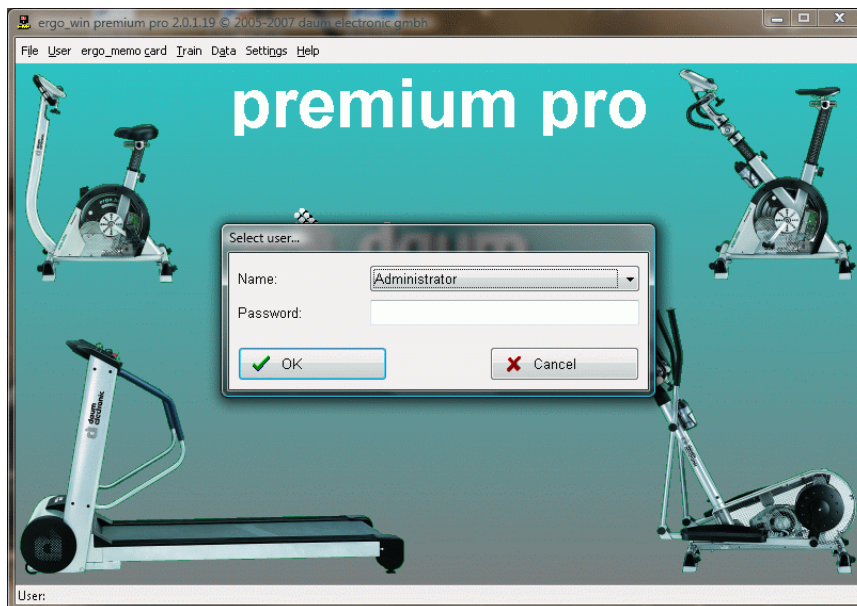 ergo_win premium pro 2.0.1.19 © 2005-2007 daum electronic gmbh
File User ergo_memo card Train Data Settings Help
premium pro
daum
Select user...
Name: Administrator
Password:
OK Cancel
daum
electronic
User: